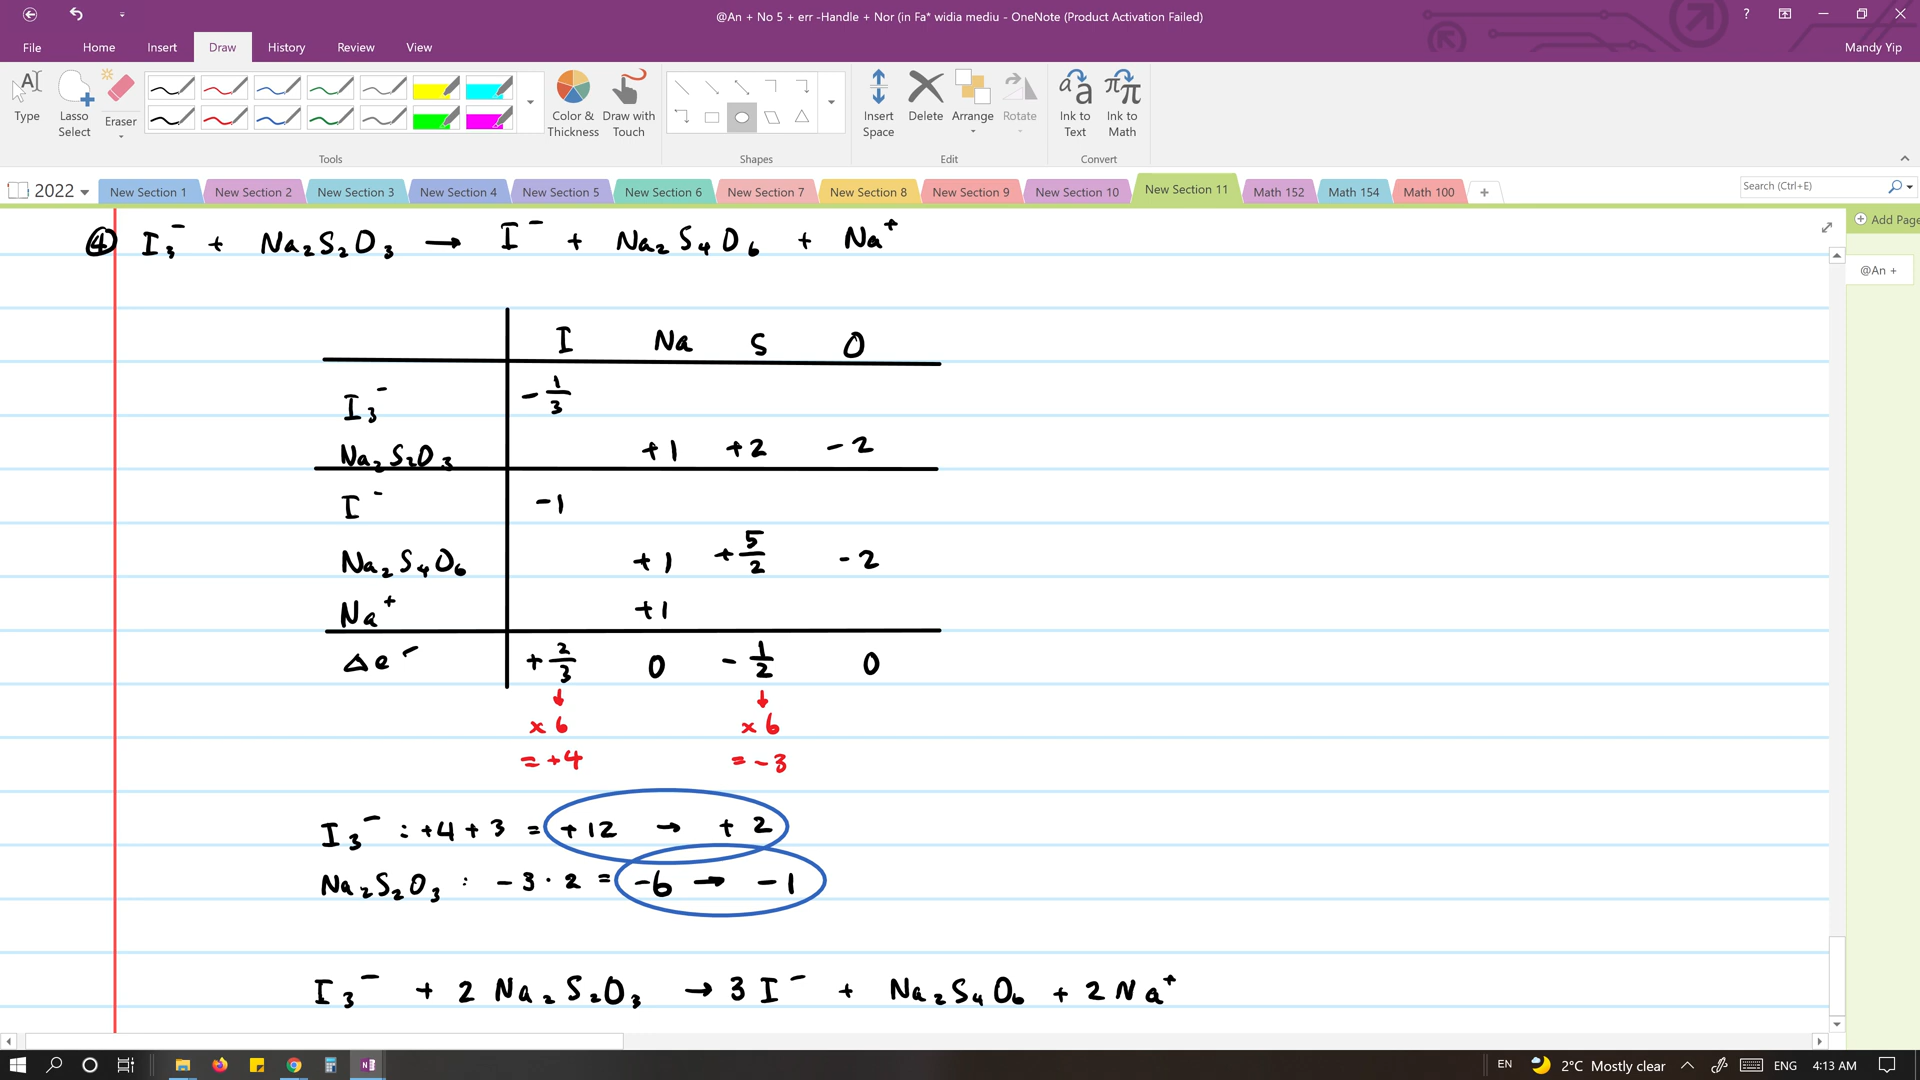 @An + No 5 + err -Handle + Nor (in Fa* widia mediu - OneNote (Product Activation Failed)
?
File Home Insert Draw History Review View Mandy Yip
Type Lasso Select Eraser Color & Thickness Draw with Touch Insert Space Delete Arrange Rotate Ink to Text Ink to Math
Tools Shapes Edit Convert
2022 New Section 1 New Section 2 New Section 3 New Section 4 New Section 5 New Section 6 New Section 7 New Section 8 New Section 9 New Section 10 New Section 11 Math 152 Math 154 Math 100 + Search (Ctrl+E)
Add Page
@An +
④ I₃⁻ + Na₂S₂O₃ → I⁻ + Na₂S₄O₆ + Na⁺
I Na S O
I₃⁻ -1/3
Na₂S₂O₃ +1 +2 -2
I⁻ -1
Na₂S₄O₆ +1 +5/2 -2
Na⁺ +1
Δe⁻ +2/3 0 -1/2 0
↓ ↓
x 6 x 6
= +4 = -3
I₃⁻ : +4 + 3 = +12 → +2
Na₂S₂O₃ : -3 · 2 = -6 → -1
I₃⁻ + 2 Na₂S₂O₃ → 3 I⁻ + Na₂S₄O₆ + 2 Na⁺
EN 2°C Mostly clear ENG 4:13 AM